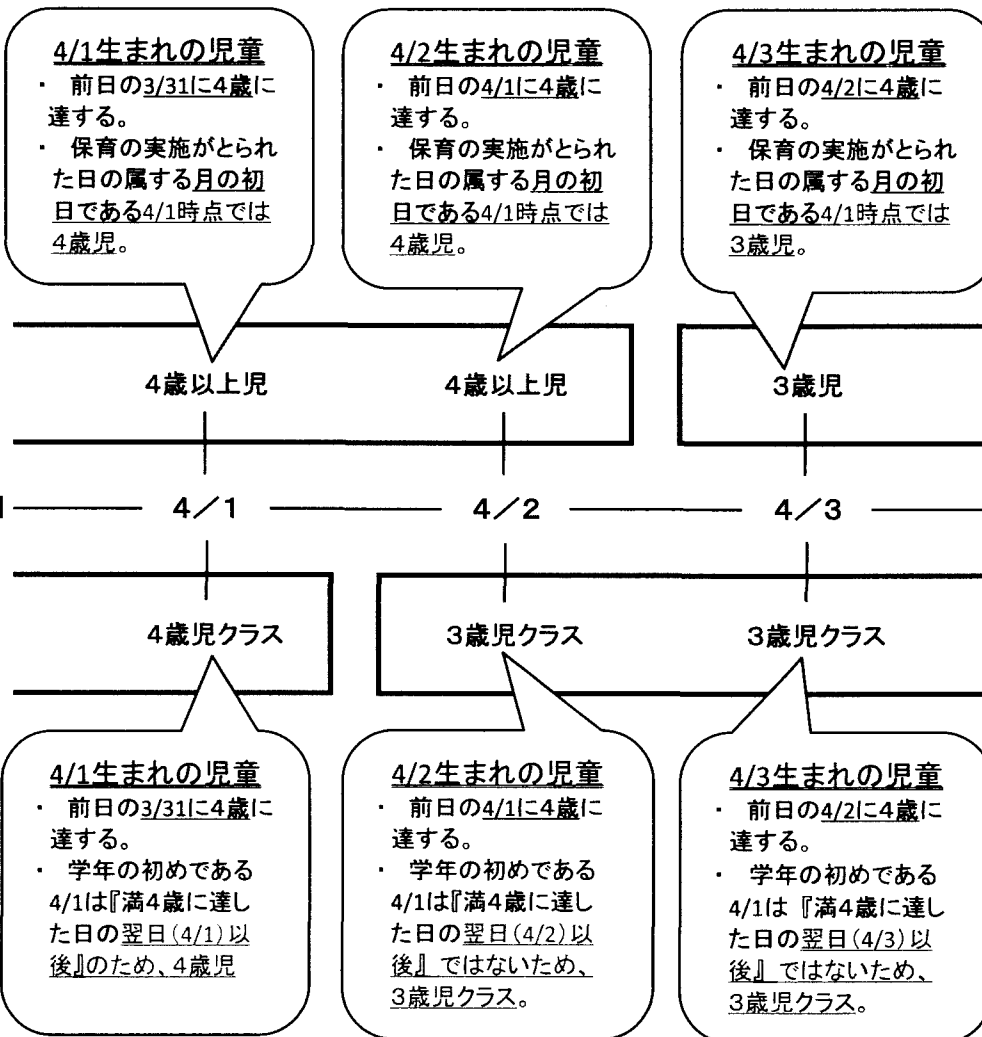 4/1生まれの児童
・ 前日の3/31に4歳に
達する。
・ 保育の実施がとられ
た日の属する月の初
日である4/1時点では
4歳児。
4/2生まれの児童
・ 前日の4/1に4歳に
達する。
・ 保育の実施がとられ
た日の属する月の初
日である4/1時点では
4歳児。
4/3生まれの児童
・ 前日の4/2に4歳に
達する。
・ 保育の実施がとられ
た日の属する月の初
日である4/1時点では
3歳児。
4歳以上児
4歳以上児
3歳児
4／1
4／2
4／3
4歳児クラス
3歳児クラス
3歳児クラス
4/1生まれの児童
・ 前日の3/31に4歳に
達する。
・ 学年の初めである
4/1は『満4歳に達し
た日の翌日(4/1)以
後』のため、4歳児
4/2生まれの児童
・ 前日の4/1に4歳に
達する。
・ 学年の初めである
4/1は『満4歳に達し
た日の翌日(4/2)以
後』ではないため、
3歳児クラス。
4/3生まれの児童
・ 前日の4/2に4歳に
達する。
・ 学年の初めである
4/1は『満4歳に達し
た日の翌日(4/3)以
後』ではないため、
3歳児クラス。